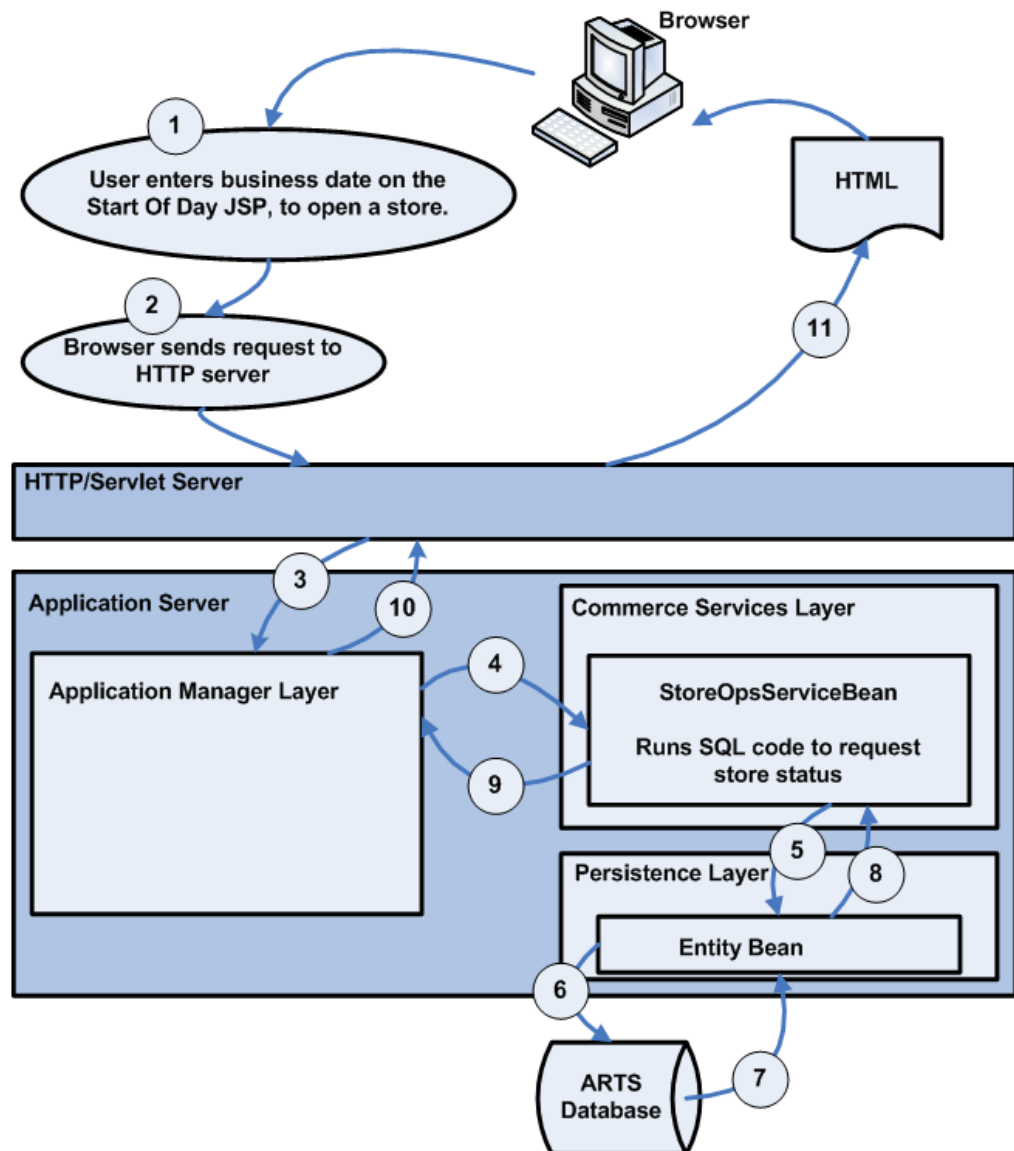 Browser
1
User enters business date on the
Start Of Day JSP, to open a store.
HTML
2
Browser sends request to
HTTP server
11
HTTP/Servlet Server
3
10
Application Server
Commerce Services Layer
Application Manager Layer
4
StoreOpsServiceBean
Runs SQL code to request
store status
9
5
8
Persistence Layer
Entity Bean
6
7
ARTS
Database